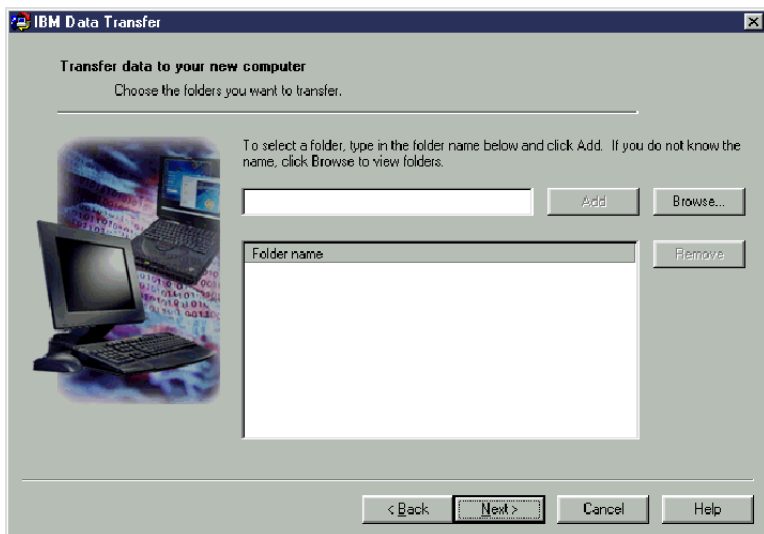 IBM Data Transfer
Transfer data to your new computer
Choose the folders you want to transfer.
To select a folder, type in the folder name below and click Add. If you do not know the
name, click Browse to view folders.
Add
Browse...
Folder name
Remove
< Back
Next >
Cancel
Help